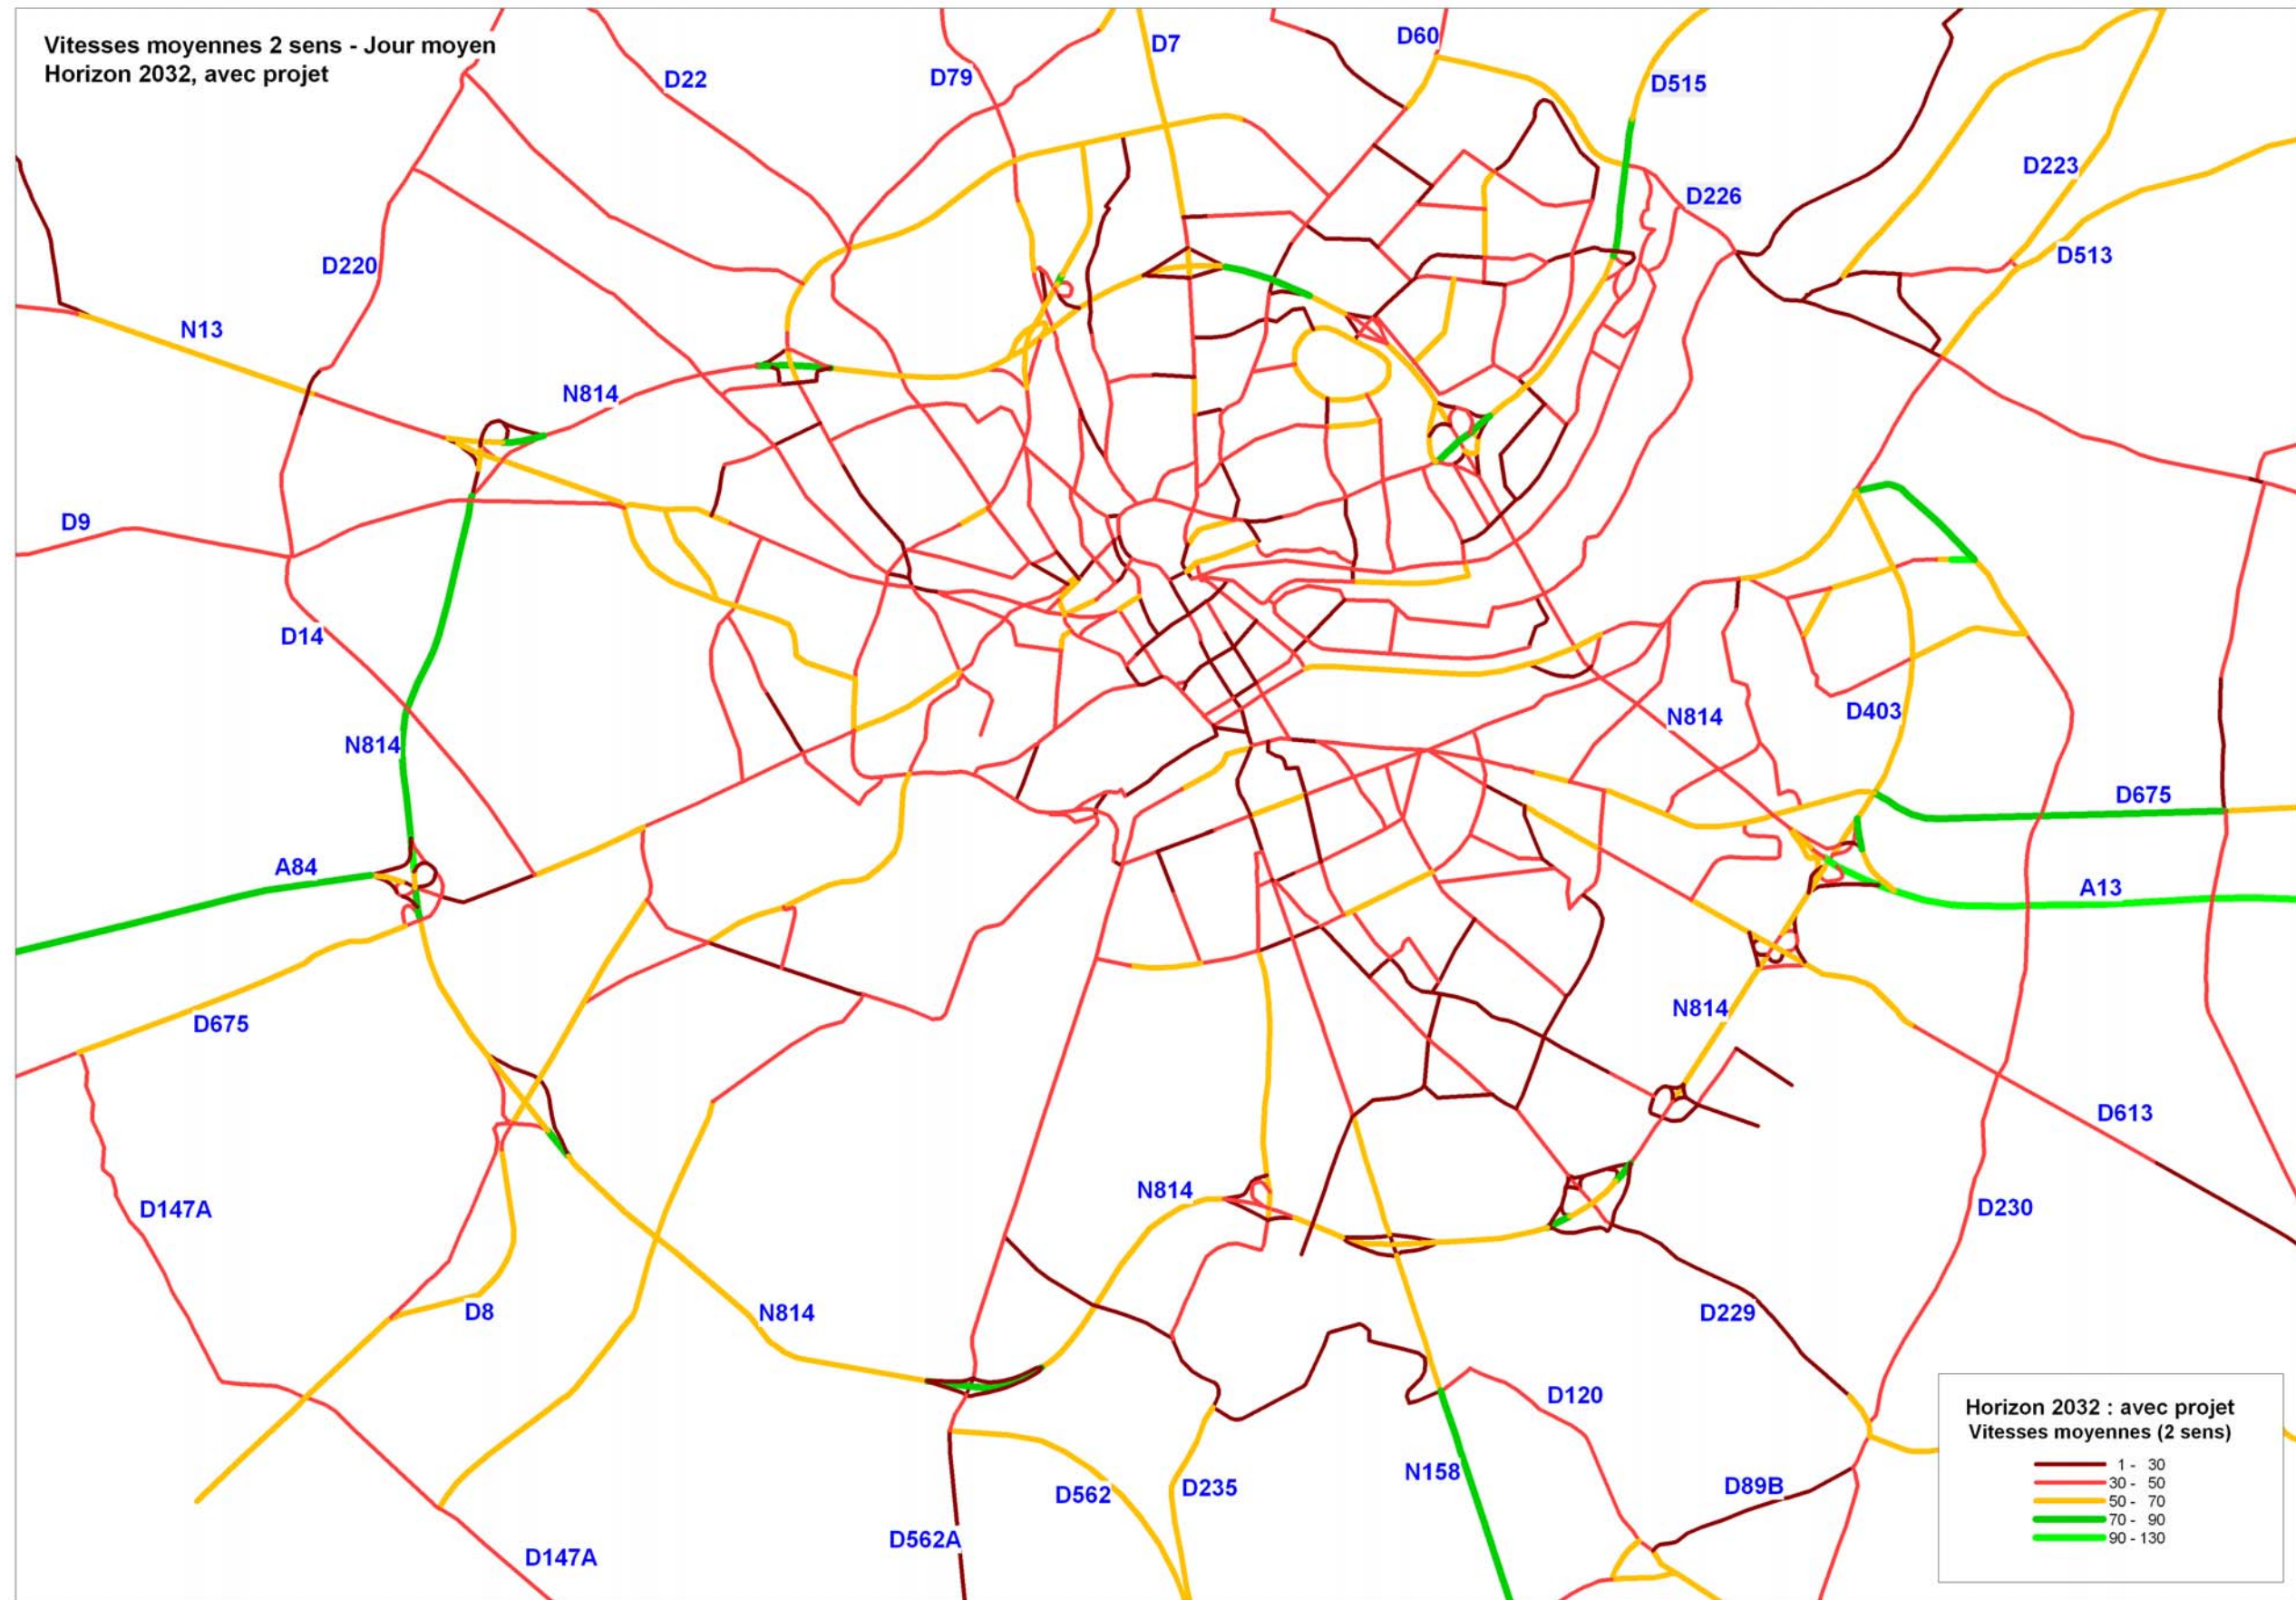 Vitesses moyennes 2 sens - Jour moyen
Horizon 2032, avec projet
D7
D60
D22
D79
D515
D223
D226
D220
D513
N13
N814
D9
D14
N814
N814
D403
D675
A84
A13
D675
N814
D613
D147A
N814
D230
D8
N814
D229
D120
N158
D89B
D562
D235
D562A
D147A
Horizon 2032 : avec projet
Vitesses moyennes (2 sens)
1 - 30
30 - 50
50 - 70
70 - 90
90 - 130